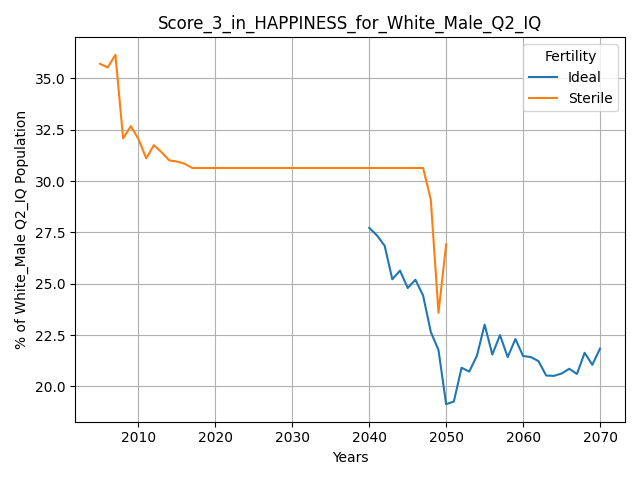 Score_3_in_HAPPINESS_for_White_Male_Q2_IQ
Fertility
Ideal
Sterile
% of White_Male Q2_IQ Population
35.0
32.5
30.0
27.5
25.0
22.5
20.0
2010 2020 2030 2040 2050 2060 2070
Years